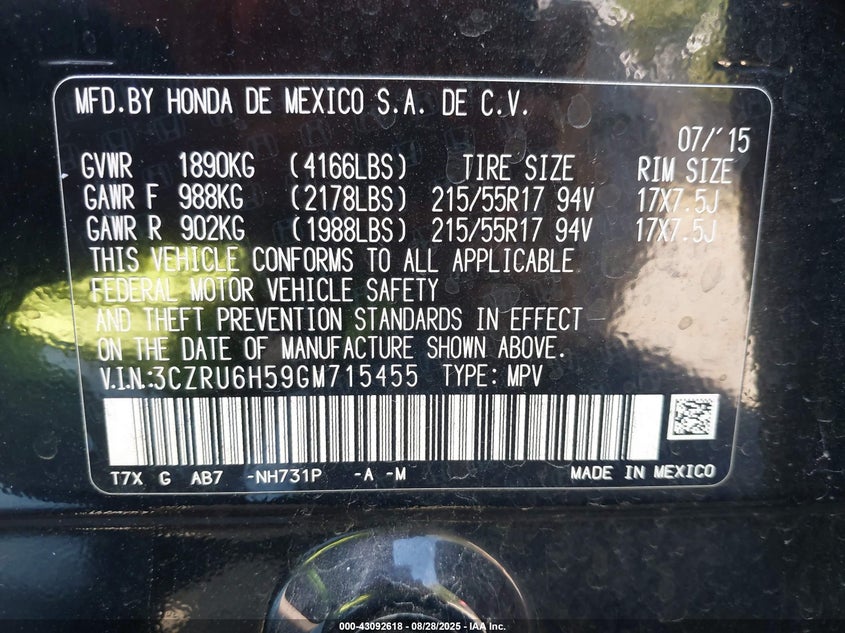 MFD.BY HONDA DE MEXICO S.A. DE C.V.
07/'15
GVWR 1890KG (4166LBS) TIRE SIZE RIM SIZE
GAWR F 988KG (2178LBS) 215/55R17 94V 17X7.5J
GAWR R 902KG (1988LBS) 215/55R17 94V 17X7.5J
THIS VEHICLE CONFORMS TO ALL APPLICABLE
FEDERAL MOTOR VEHICLE SAFETY
AND THEFT PREVENTION STANDARDS IN EFFECT
ON THE DATE OF MANUFACTURE SHOWN ABOVE.
V.I.N:3CZRU6H59GM715455 TYPE: MPV
T7X G AB7 -NH731P -A -M MADE IN MEXICO
000-43092618 - 08/28/2025 - IAA Inc.